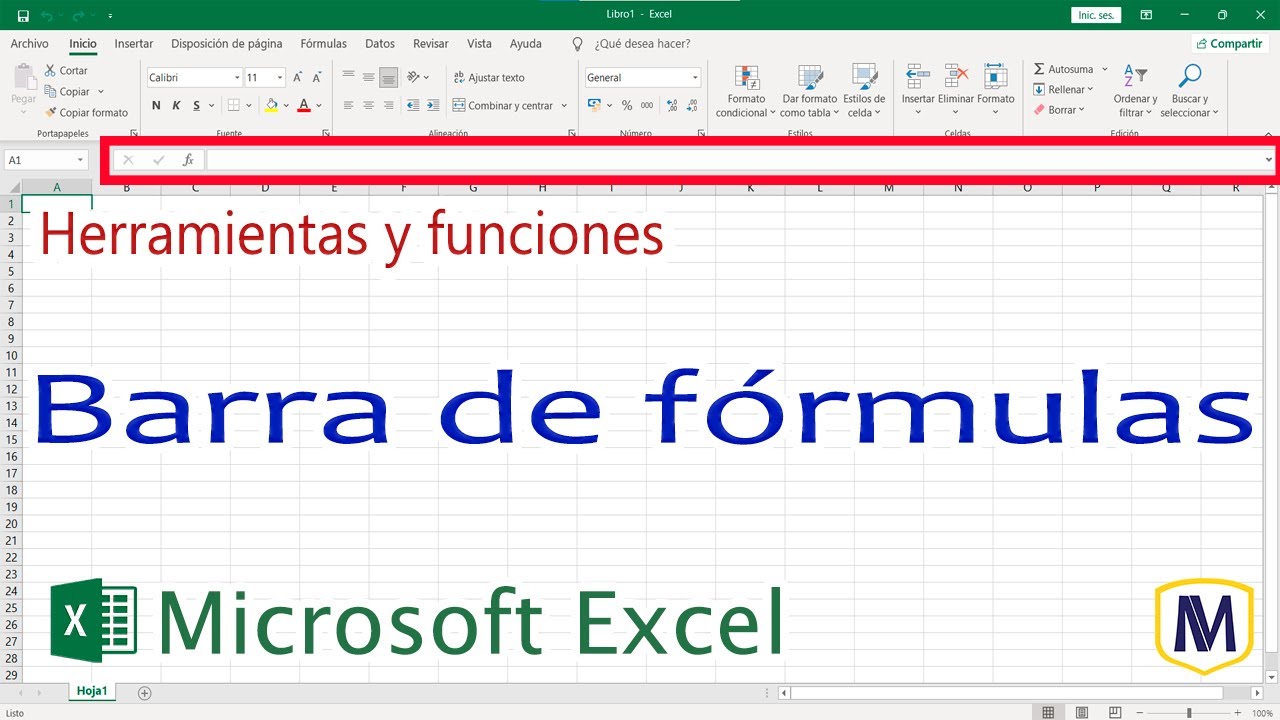 Libro1 - Excel
Inic. ses.
Archivo Inicio Insertar Disposición de página Fórmulas Datos Revisar Vista Ayuda ¿Qué desea hacer? Compartir
Pegar
Cortar
Copiar
Copiar formato
Portapapeles
Calibri 11
N K S
Fuente
Ajustar texto
Combinar y centrar
Alineación
General
% 000
Número
Formato condicional
Dar formato como tabla
Estilos de celda
Estilos
Insertar Eliminar Formato
Celdas
Autosuma
Rellenar
Borrar
Ordenar y filtrar
Buscar y seleccionar
Edición
A1 fx
A B C D E F G H I J K L M N O P Q R
1
2
3
4
5
6
7
8
9
10
11
12
13
14
15
16
17
18
19
20
21
22
23
24
25
26
27
28
29
Herramientas y funciones
Barra de fórmulas
X Microsoft Excel
M
Hoja1
Listo
100%